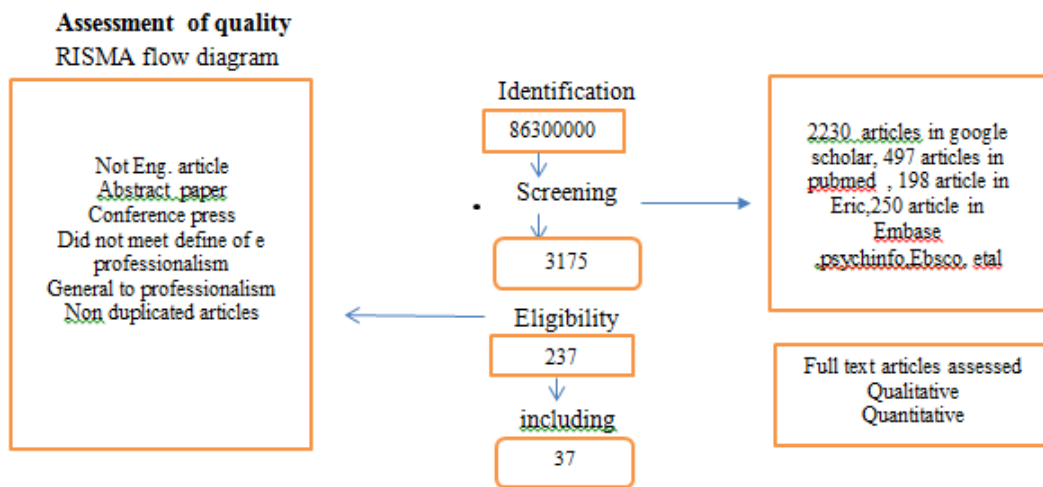 Assessment of quality
RISMA flow diagram
Not Eng. article
Abstract paper
Conference press
Did not meet define of e
professionalism
General to professionalism
Non duplicated articles
Identification
86300000
Screening
3175
Eligibility
237
including
37
2230 articles in google
scholar, 497 articles in
pubmed , 198 article in
Eric,250 article in
Embase
,psychinfo,Ebsco, etal
Full text articles assessed
Qualitative
Quantitative